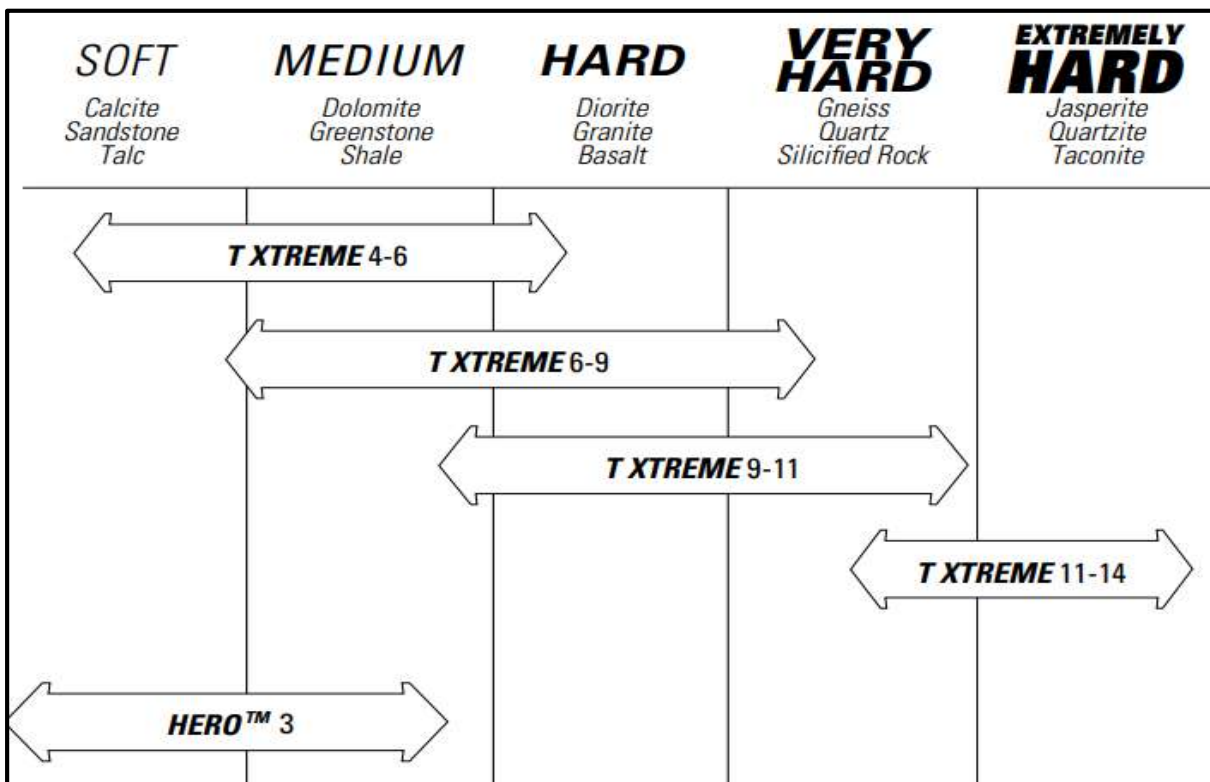 SOFT
Calcite
Sandstone
Talc
MEDIUM
Dolomite
Greenstone
Shale
HARD
Diorite
Granite
Basalt
VERY
HARD
Gneiss
Quartz
Silicified Rock
EXTREMELY
HARD
Jasperite
Quartzite
Taconite
T XTREME 4-6
T XTREME 6-9
T XTREME 9-11
T XTREME 11-14
HERO™ 3